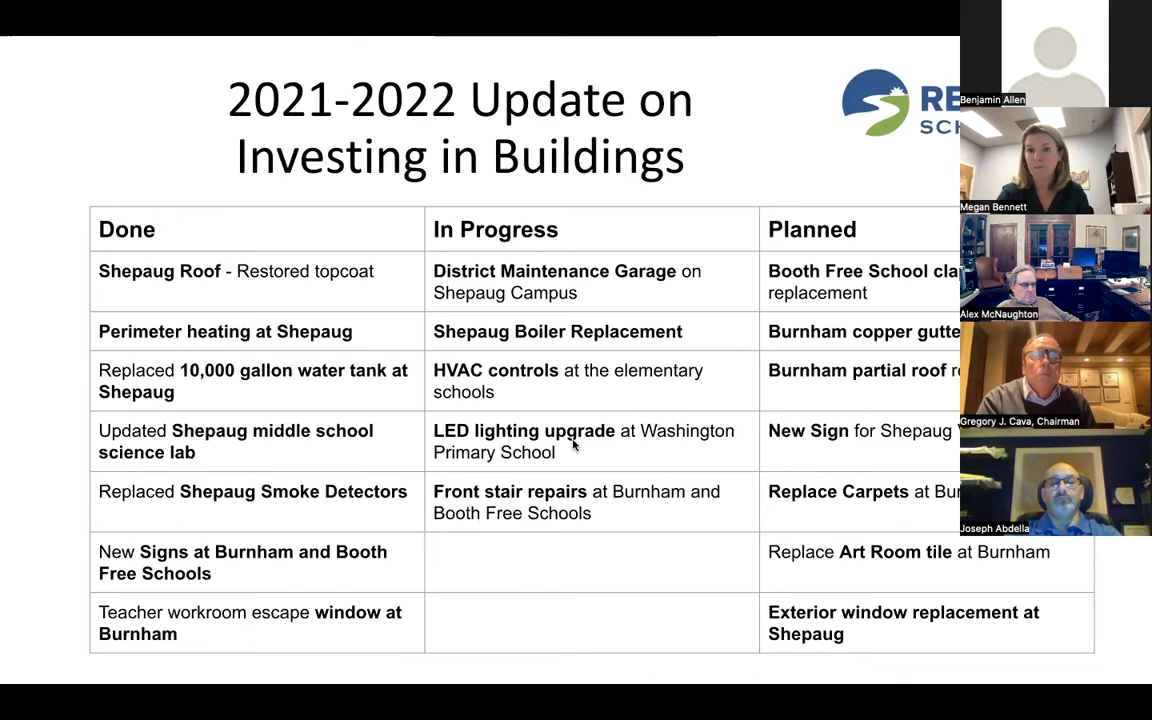 2021-2022 Update on
Investing in Buildings
Benjamin Allen
Megan Bennett
Alex McNaughton
Gregory J. Cava, Chairman
Joseph Abdella
Done
In Progress
Planned
Shepaug Roof - Restored topcoat
District Maintenance Garage on
Shepaug Campus
Booth Free School
replacement
Perimeter heating at Shepaug
Shepaug Boiler Replacement
Burnham copper
Replaced 10,000 gallon water tank at
Shepaug
HVAC controls at the elementary
schools
Burnham partial roof
Updated Shepaug middle school
science lab
LED lighting upgrade at Washington
Primary School
New Sign for Shepaug
Replaced Shepaug Smoke Detectors
Front stair repairs at Burnham and
Booth Free Schools
Replace Carpets at
New Signs at Burnham and Booth
Free Schools
Replace Art Room tile at Burnham
Teacher workroom escape window at
Burnham
Exterior window replacement at
Shepaug